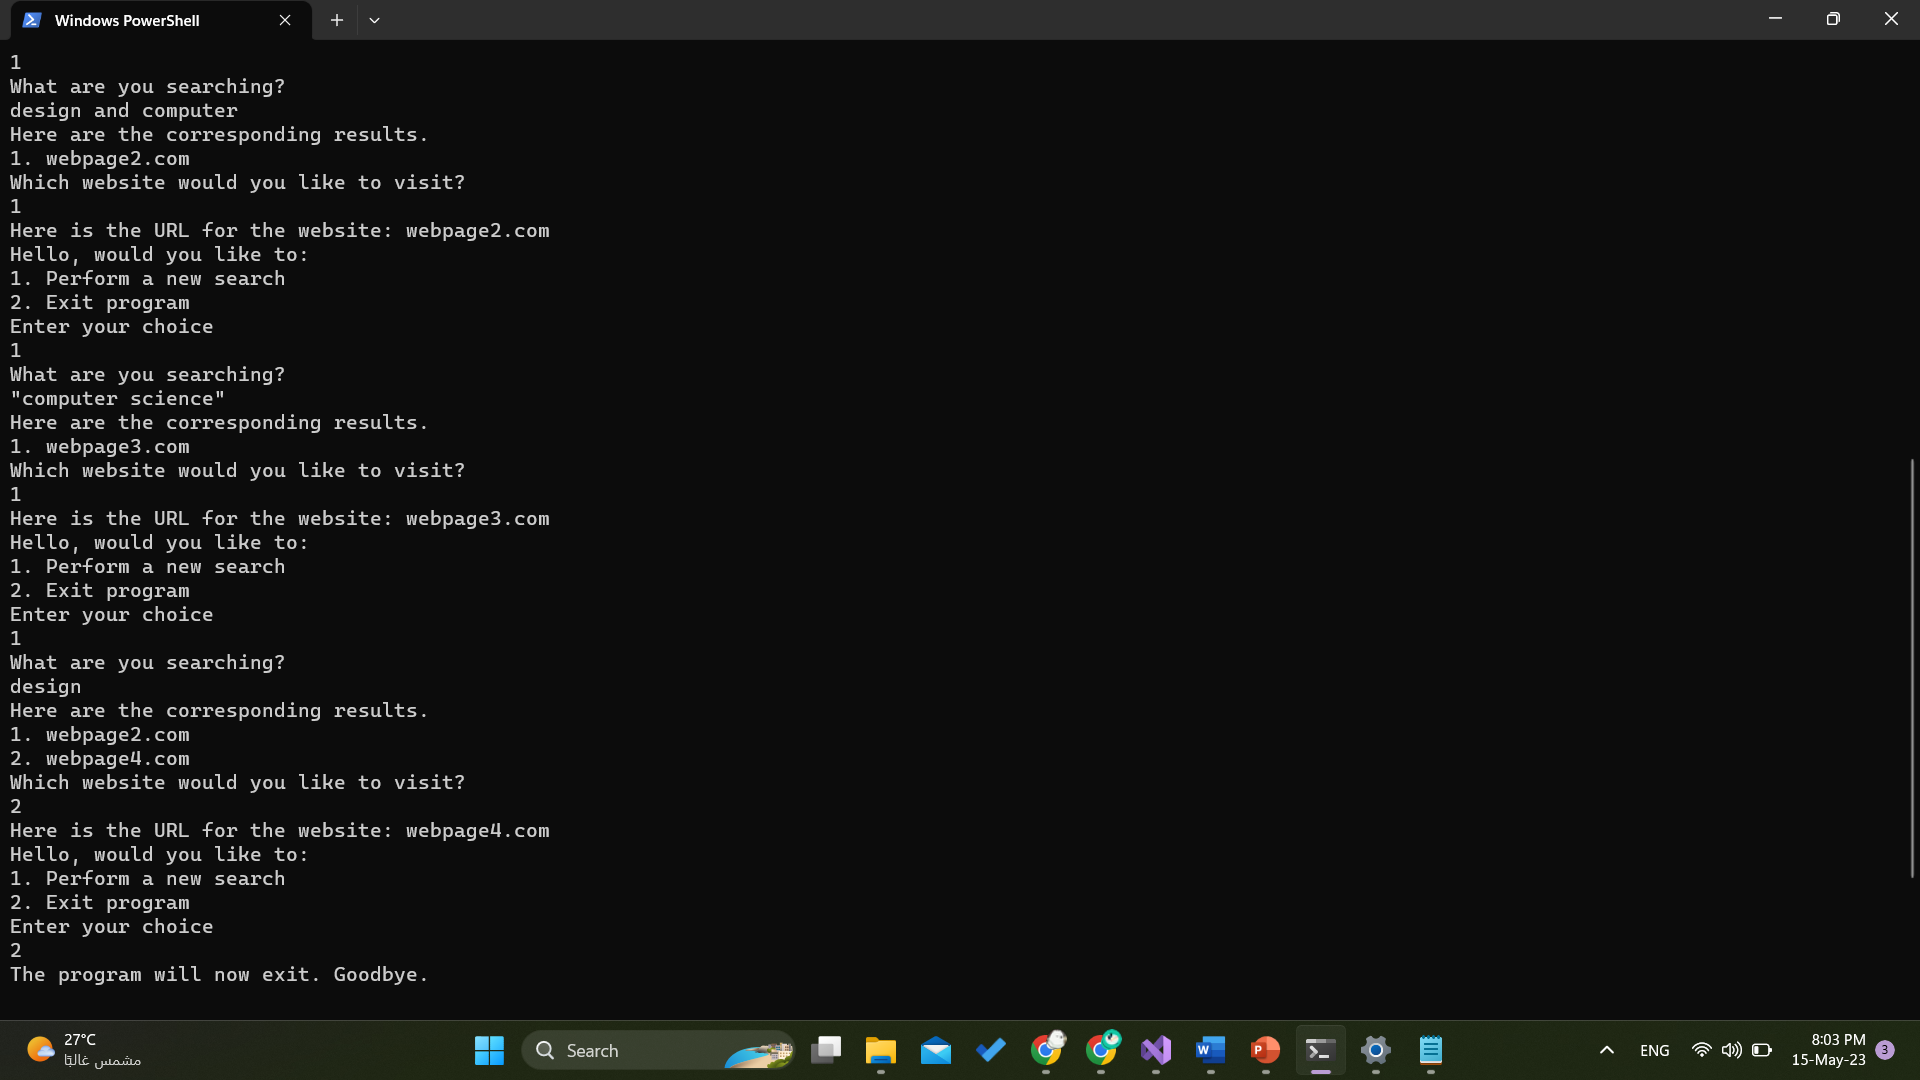 Windows PowerShell
1
What are you searching?
design and computer
Here are the corresponding results.
1. webpage2.com
Which website would you like to visit?
1
Here is the URL for the website: webpage2.com
Hello, would you like to:
1. Perform a new search
2. Exit program
Enter your choice
1
What are you searching?
"computer science"
Here are the corresponding results.
1. webpage3.com
Which website would you like to visit?
1
Here is the URL for the website: webpage3.com
Hello, would you like to:
1. Perform a new search
2. Exit program
Enter your choice
1
What are you searching?
design
Here are the corresponding results.
1. webpage2.com
2. webpage4.com
Which website would you like to visit?
2
Here is the URL for the website: webpage4.com
Hello, would you like to:
1. Perform a new search
2. Exit program
Enter your choice
2
The program will now exit. Goodbye.
27°C
مشمس غالبًا
Search
W
P
ENG
8:03 PM
15-May-23
3